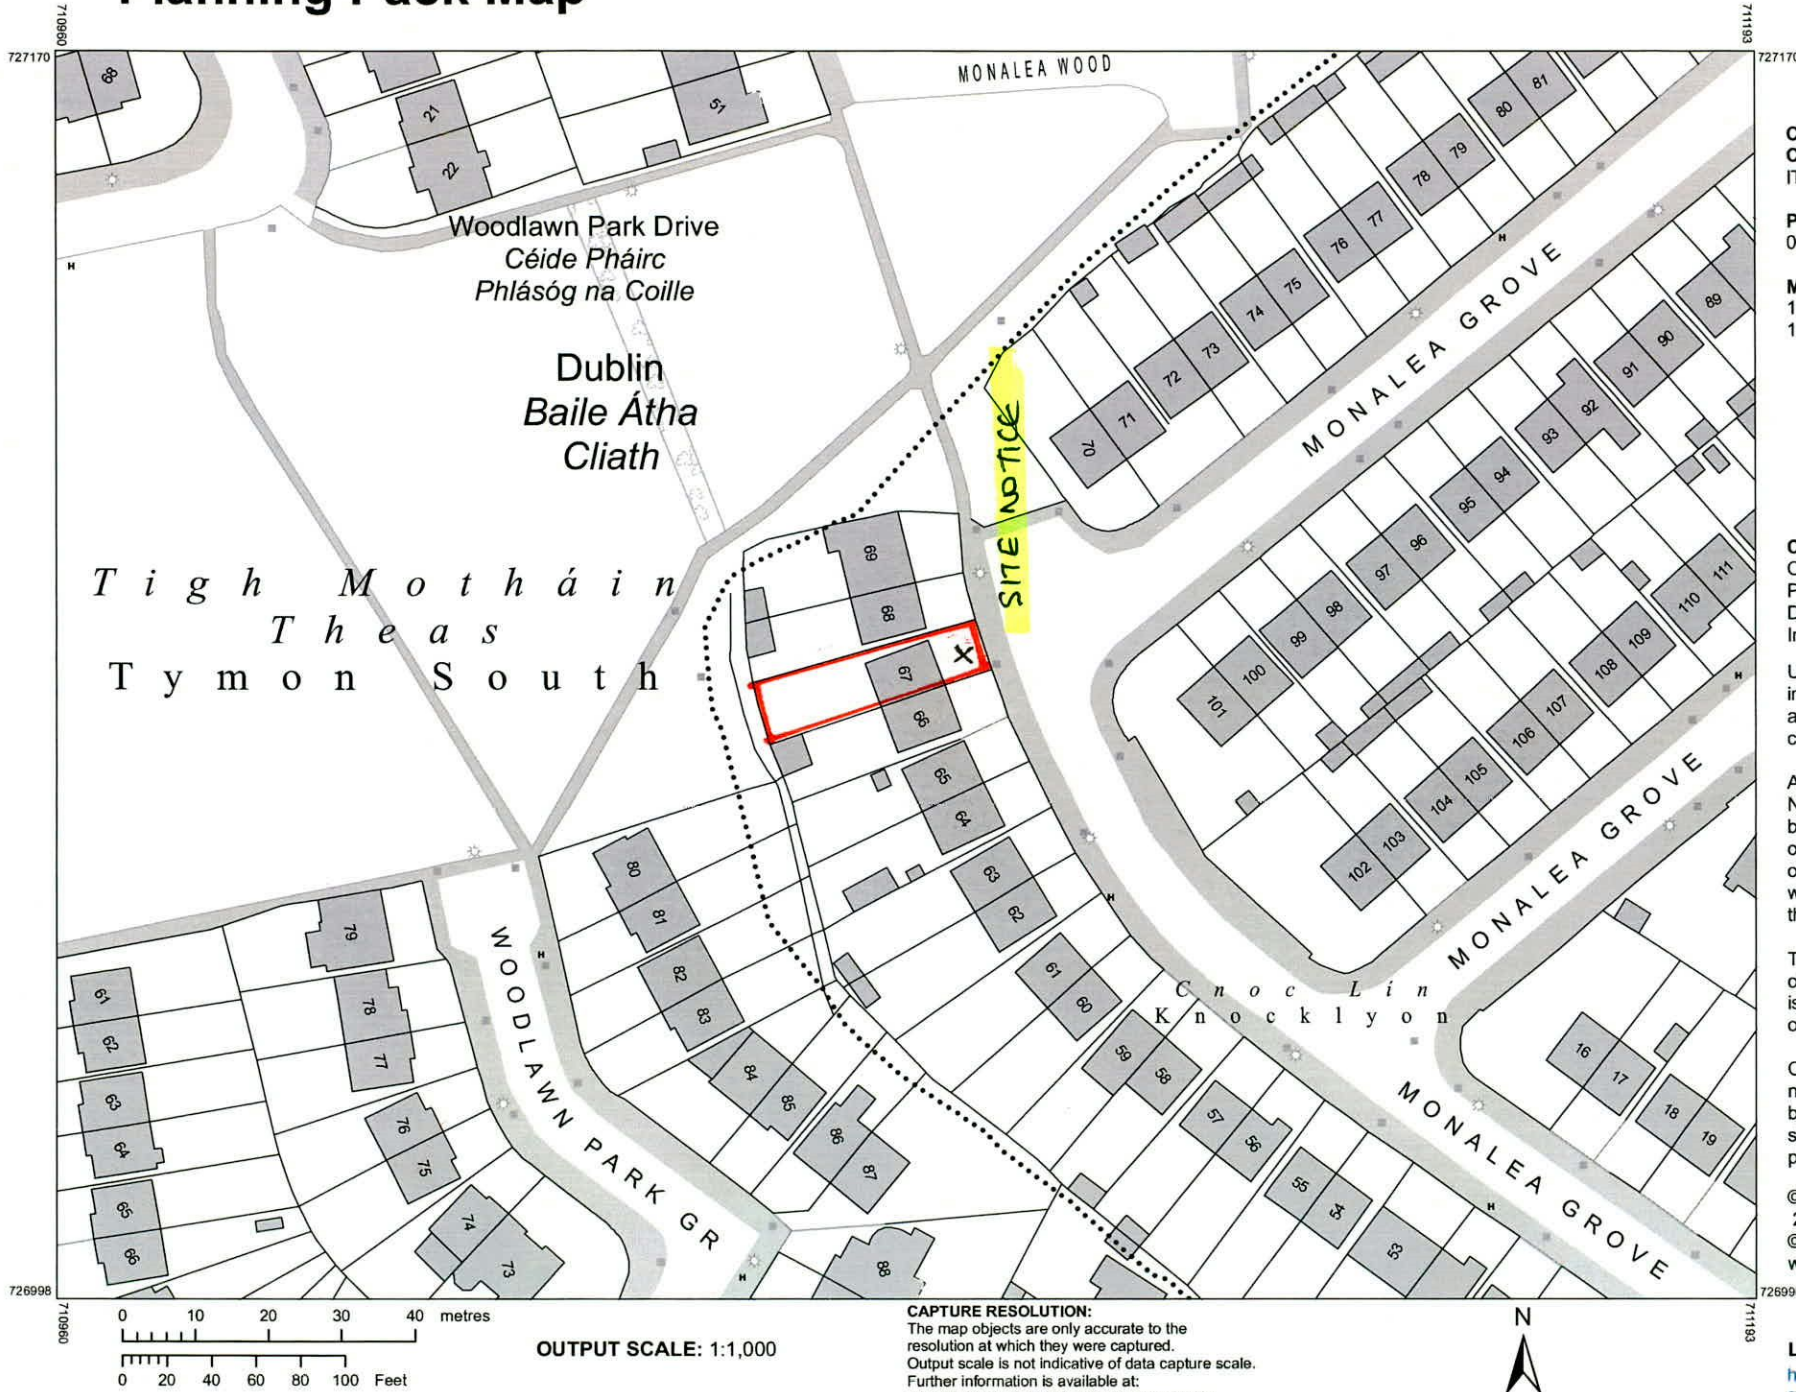 Planning Pack Map
710960
711193
727170
727170
MONALEA WOOD
68
21
22
51
Woodlawn Park Drive
Céide Pháirc
Phlásóg na Coille
Dublin
Baile Átha
Cliath
Tigh Motháin
Theas
Tymon South
SITE NOTICE
X
H
81
80
79
78
77
76
75
74
73
72
71
70
H
MONALEA GROVE
89
90
91
92
93
94
95
96
97
98
99
100
101
111
110
109
108
107
106
105
104
103
102
H
MONALEA GROVE
69
68
67
66
65
64
63
62
H
61
60
59
58
57
56
55
54
53
H
Cnoc Lín
Knocklyon
MONALEA GROVE
16
17
18
19
80
81
82
83
84
85
86
87
88
H
WOODLAWN PARK GR
H
79
78
77
76
75
74
73
61
62
63
64
65
66
726998
710960
711193
0 10 20 30 40 metres
0 20 40 60 80 100 Feet
OUTPUT SCALE: 1:1,000
CAPTURE RESOLUTION:
The map objects are only accurate to the
resolution at which they were captured.
Output scale is not indicative of data capture scale.
Further information is available at:
N